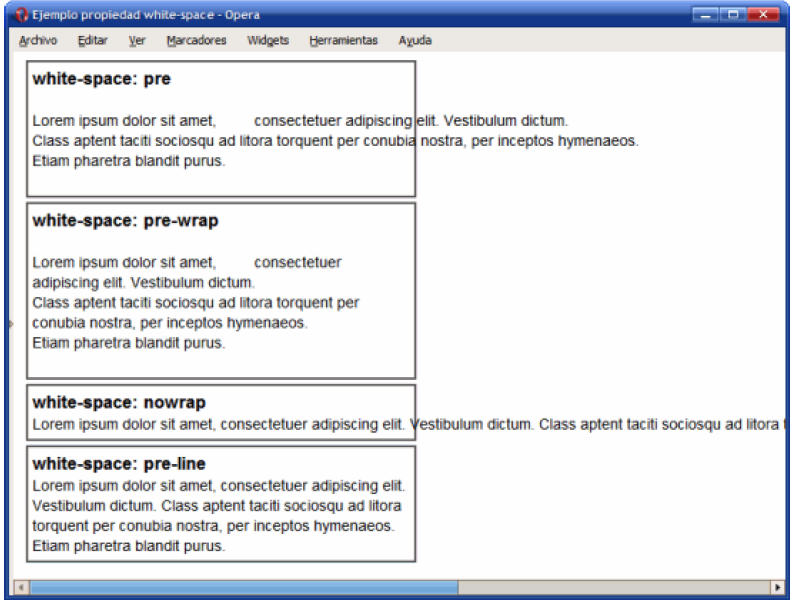 Ejemplo propiedad white-space - Opera
Archivo Editar Ver Marcadores Widgets Herramientas Ayuda
white-space: pre
Lorem ipsum dolor sit amet,          consectetuer adipiscing elit. Vestibulum dictum.
Class aptent taciti sociosqu ad litora torquent per conubia nostra, per inceptos hymenaeos.
Etiam pharetra blandit purus.
white-space: pre-wrap
Lorem ipsum dolor sit amet,          consectetuer
adipiscing elit. Vestibulum dictum.
Class aptent taciti sociosqu ad litora torquent per
conubia nostra, per inceptos hymenaeos.
Etiam pharetra blandit purus.
white-space: nowrap
Lorem ipsum dolor sit amet, consectetuer adipiscing elit. Vestibulum dictum. Class aptent taciti sociosqu ad litora
white-space: pre-line
Lorem ipsum dolor sit amet, consectetuer adipiscing elit.
Vestibulum dictum. Class aptent taciti sociosqu ad litora
torquent per conubia nostra, per inceptos hymenaeos.
Etiam pharetra blandit purus.